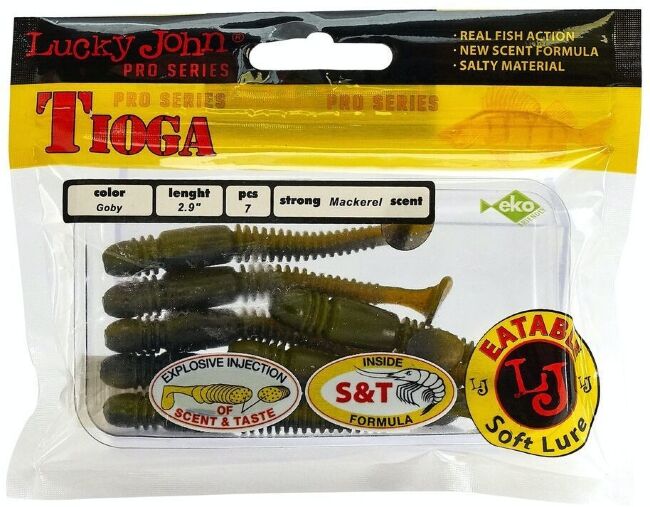 Lucky John®
PRO SERIES
· REAL FISH ACTION
· NEW SCENT FORMULA
· SALTY MATERIAL
PRO SERIES PRO SERIES
TIOGA
color
Goby
lenght
2.9"
pcs
7
strong Mackerel scent
eko
EXPLOSIVE INJECTION
OF
SCENT & TASTE
INSIDE
S&T
FORMULA
EATABLE
LJ LJ LJ
Soft Lure